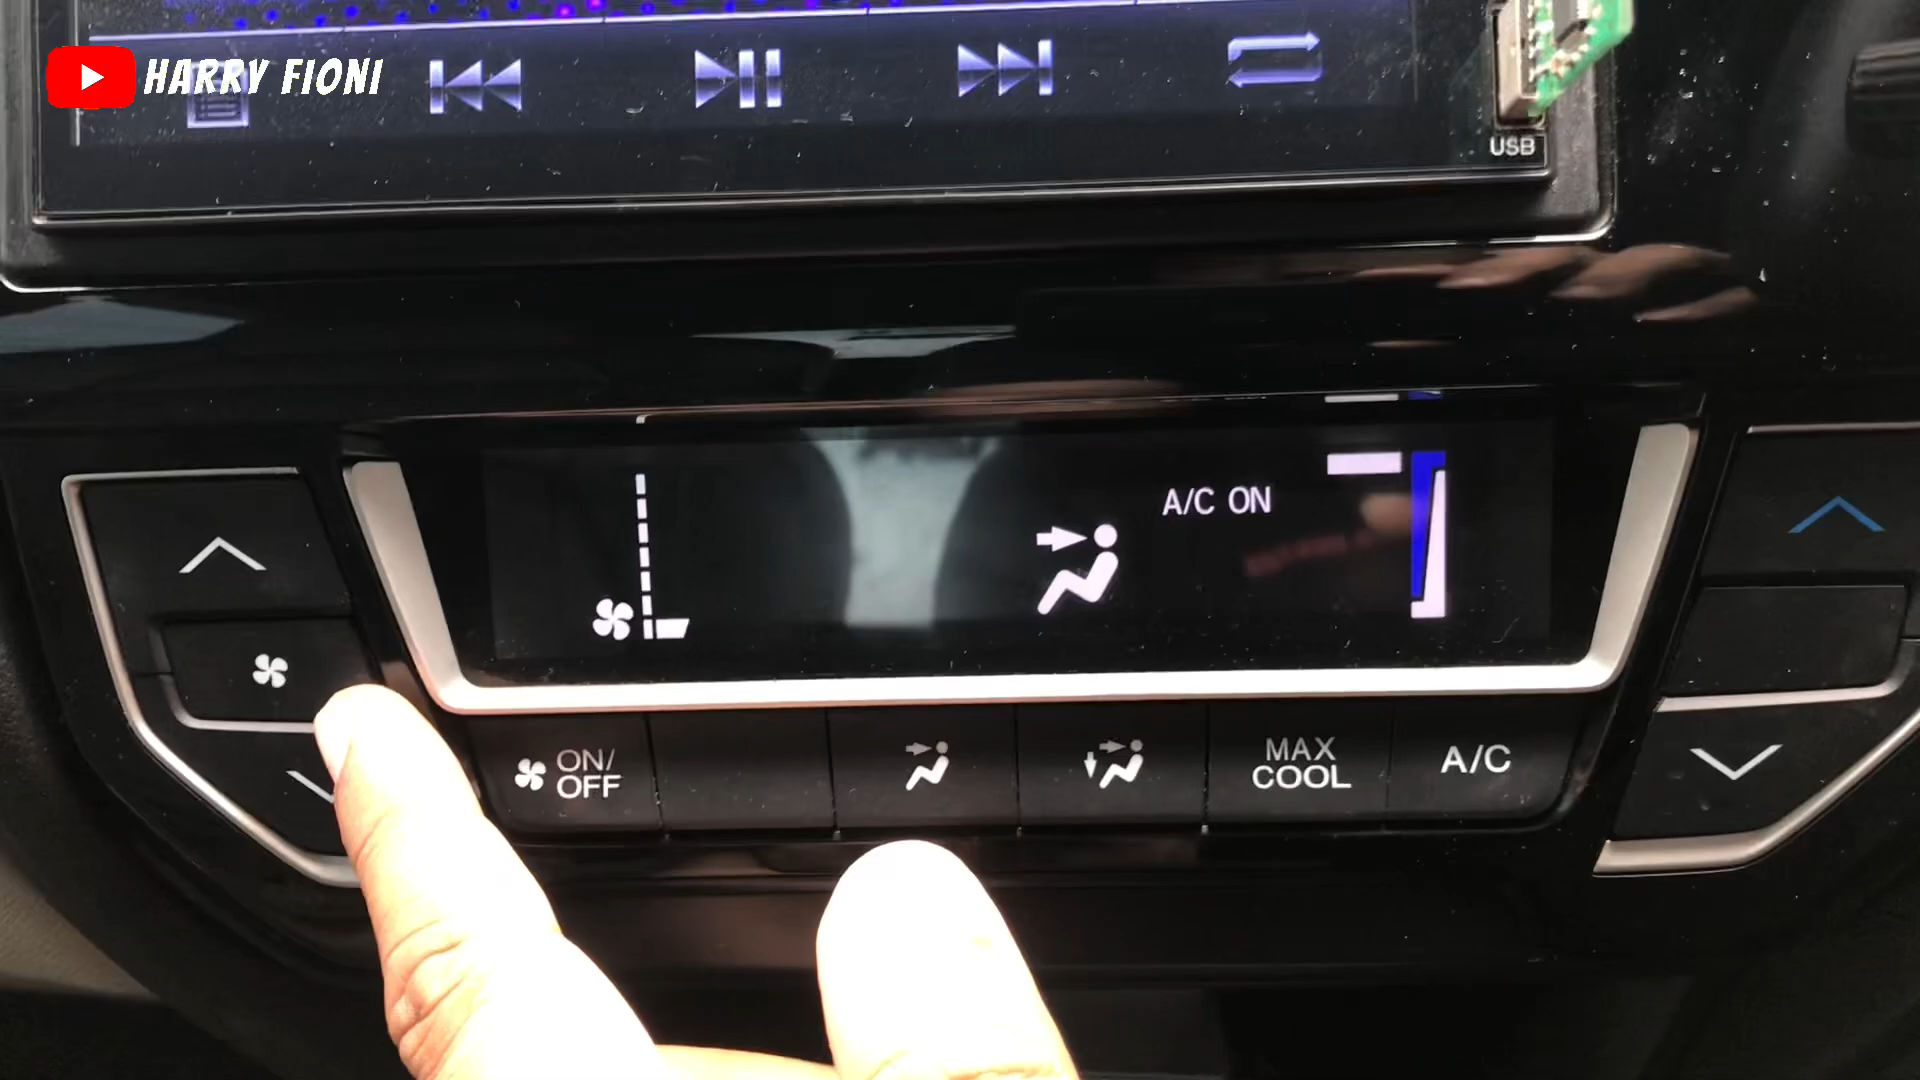 HARRY FIONI
USB
A/C ON
ON/
OFF
MAX
COOL
A/C